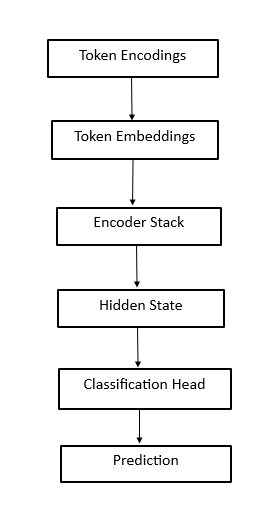 Token Encodings
Token Embeddings
Encoder Stack
Hidden State
Classification Head
Prediction